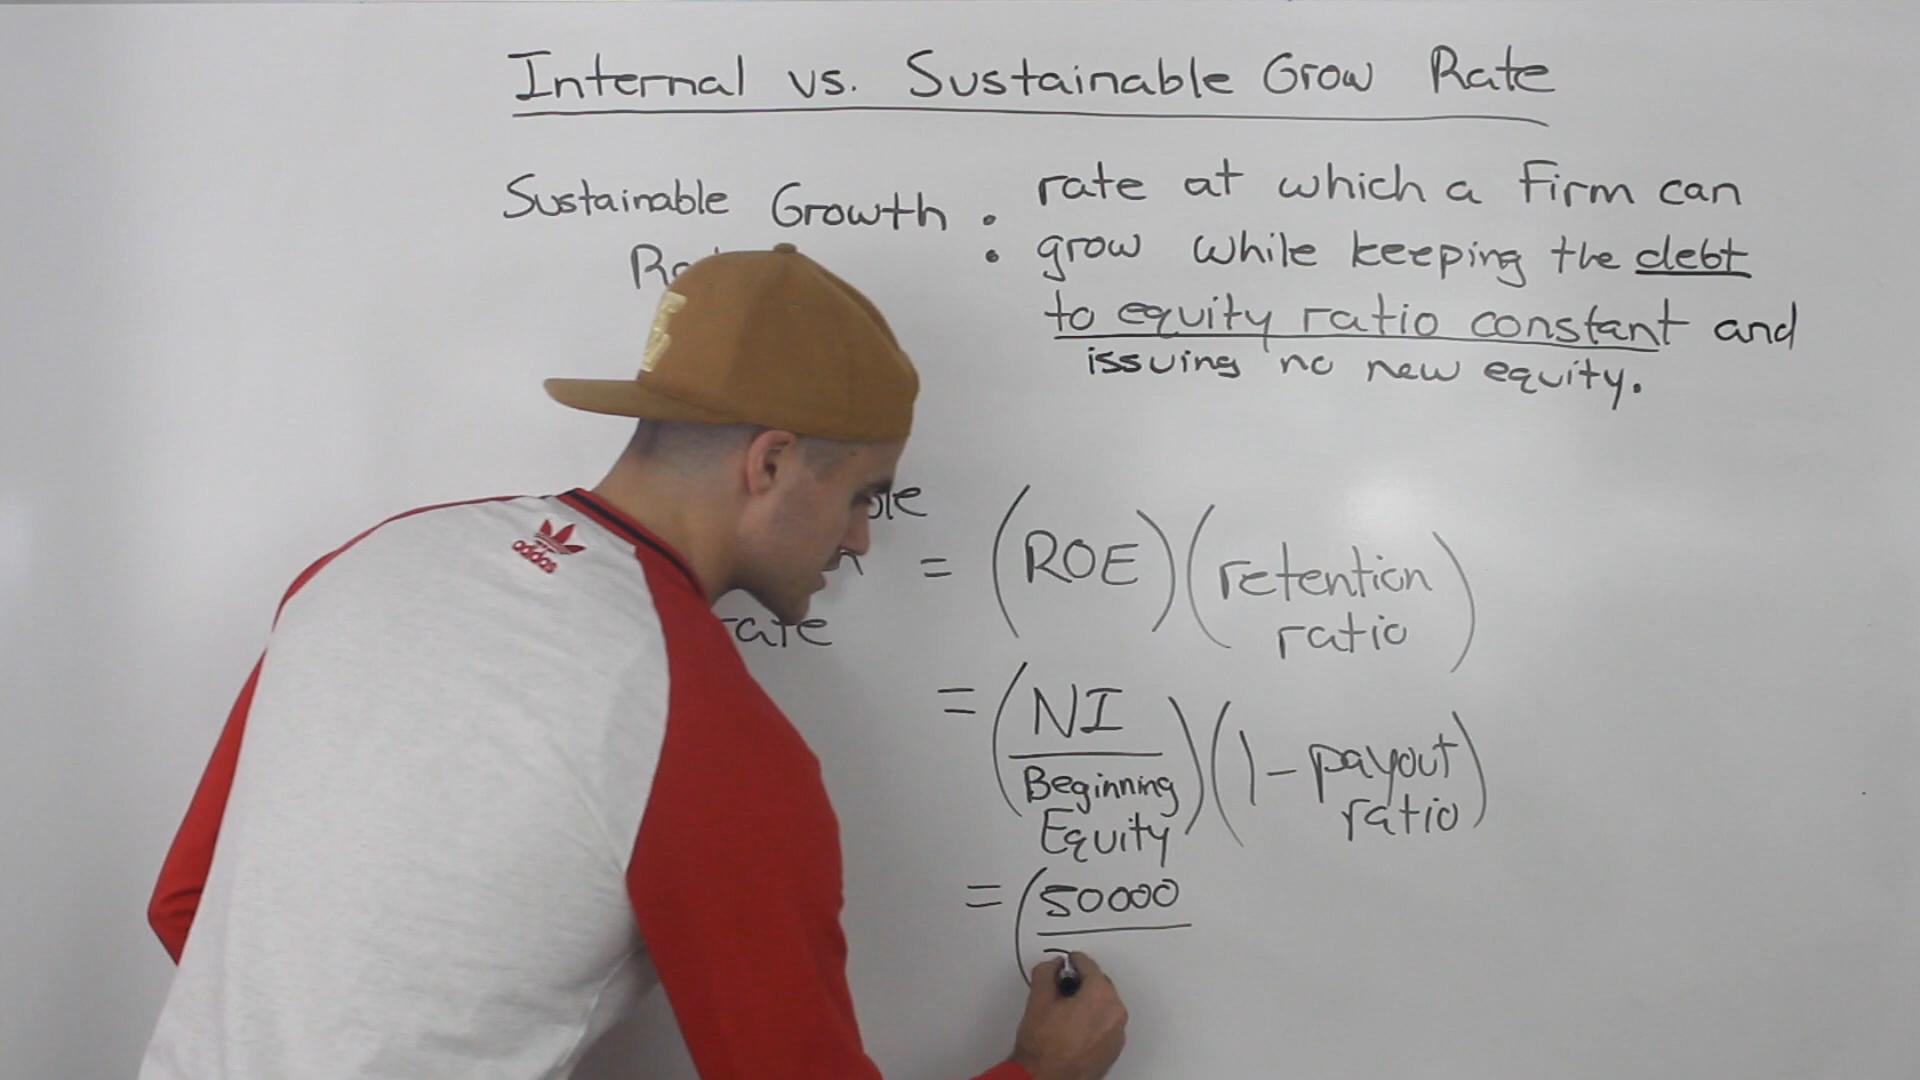 Internal vs. Sustainable Grow Rate
Sustainable Growth : rate at which a firm can
grow while keeping the debt
to equity ratio constant and
issuing no new equity.
= (ROE)(retention
ratio)
= (NI
Beginning
Equity)(1 - payout
ratio)
= (50000
adidas